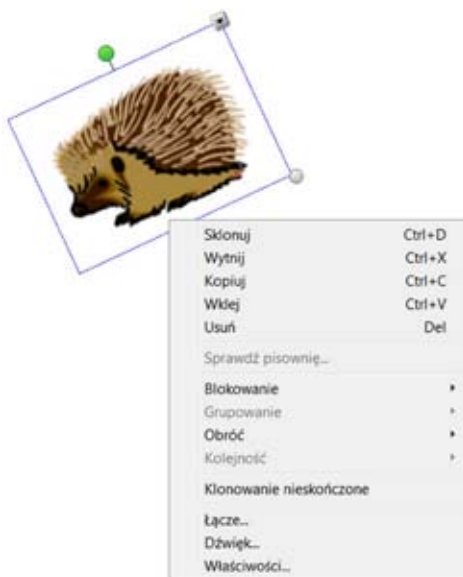 Sklonuj Ctrl+D
Wytnij Ctrl+X
Kopiuj Ctrl+C
Wklej Ctrl+V
Usuń Del
Sprawdź pisownię...
Blokowanie
Grupowanie
Obróć
Kolejność
Klonowanie nieskończone
Łącze...
Dźwięk...
Właściwości...